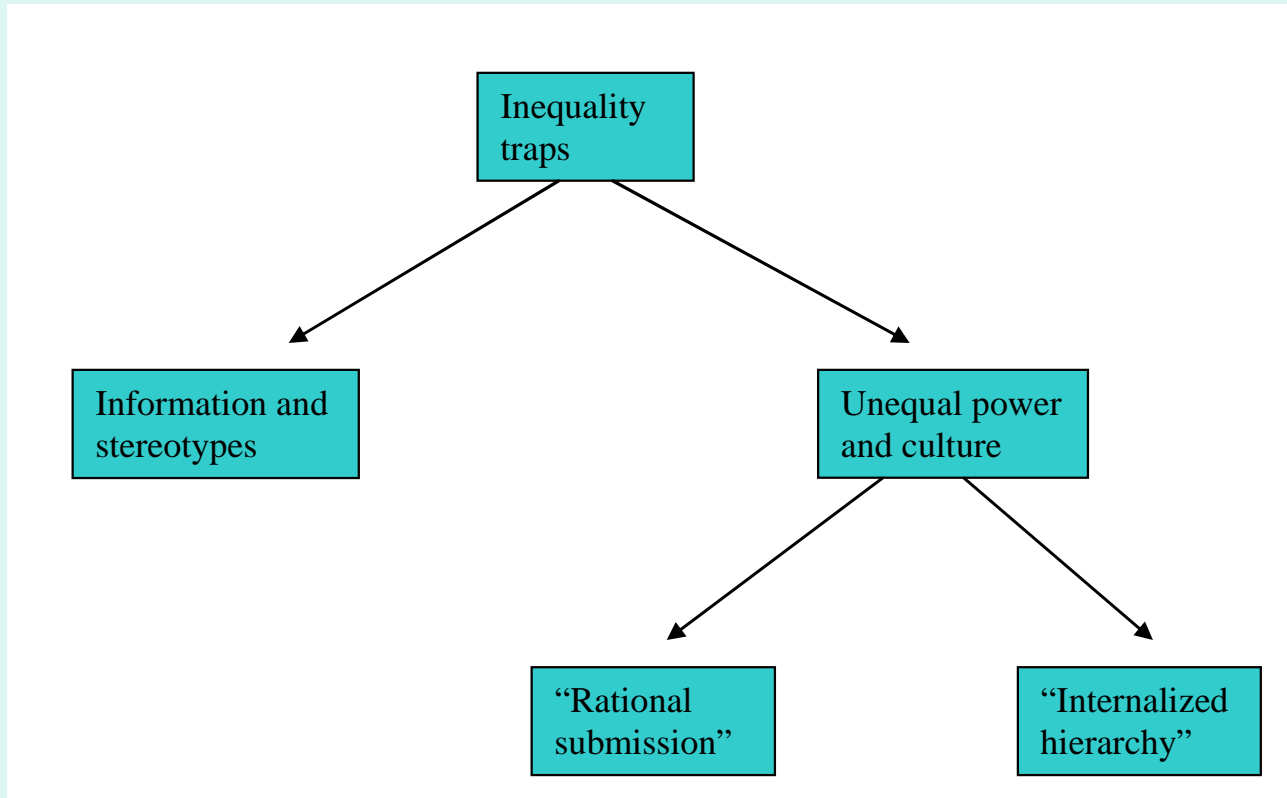 Inequality
traps
Information and
stereotypes
Unequal power
and culture
“Rational
submission”
“Internalized
hierarchy”